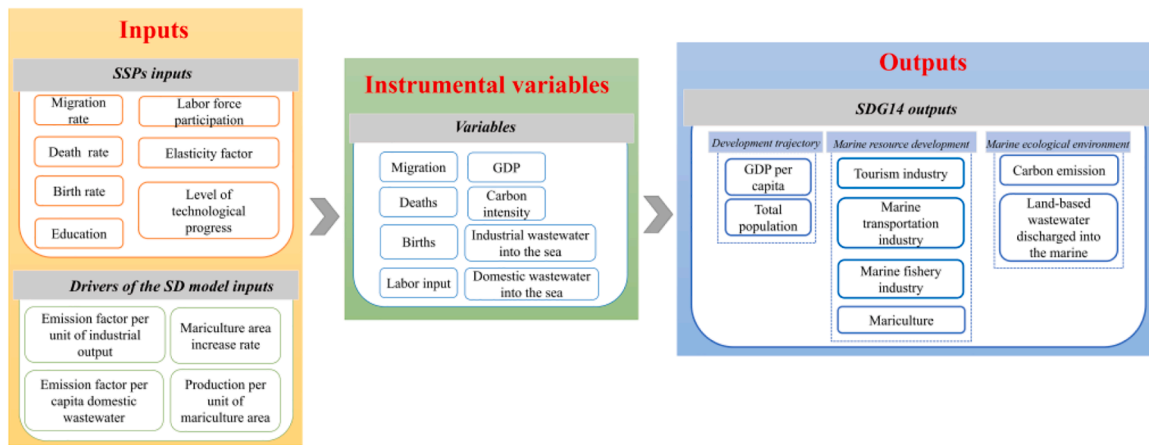 Inputs
SSPs inputs
Migration
rate
Labor force
participation
Death rate
Elasticity factor
Birth rate
Level of
technological
progress
Education
Drivers of the SD model inputs
Emission factor per
unit of industrial
output
Mariculture area
increase rate
Emission factor per
capita domestic
wastewater
Production per
unit of
mariculture area
Instrumental variables
Variables
Migration
GDP
Deaths
Carbon
intensity
Births
Industrial wastewater
into the sea
Labor input
Domestic wastewater
into the sea
Outputs
SDG14 outputs
Development trajectory
GDP per
capita
Total
population
Marine resource development
Tourism industry
Marine
transportation
industry
Marine fishery
industry
Mariculture
Marine ecological environment
Carbon emission
Land-based
wastewater
discharged into
the marine